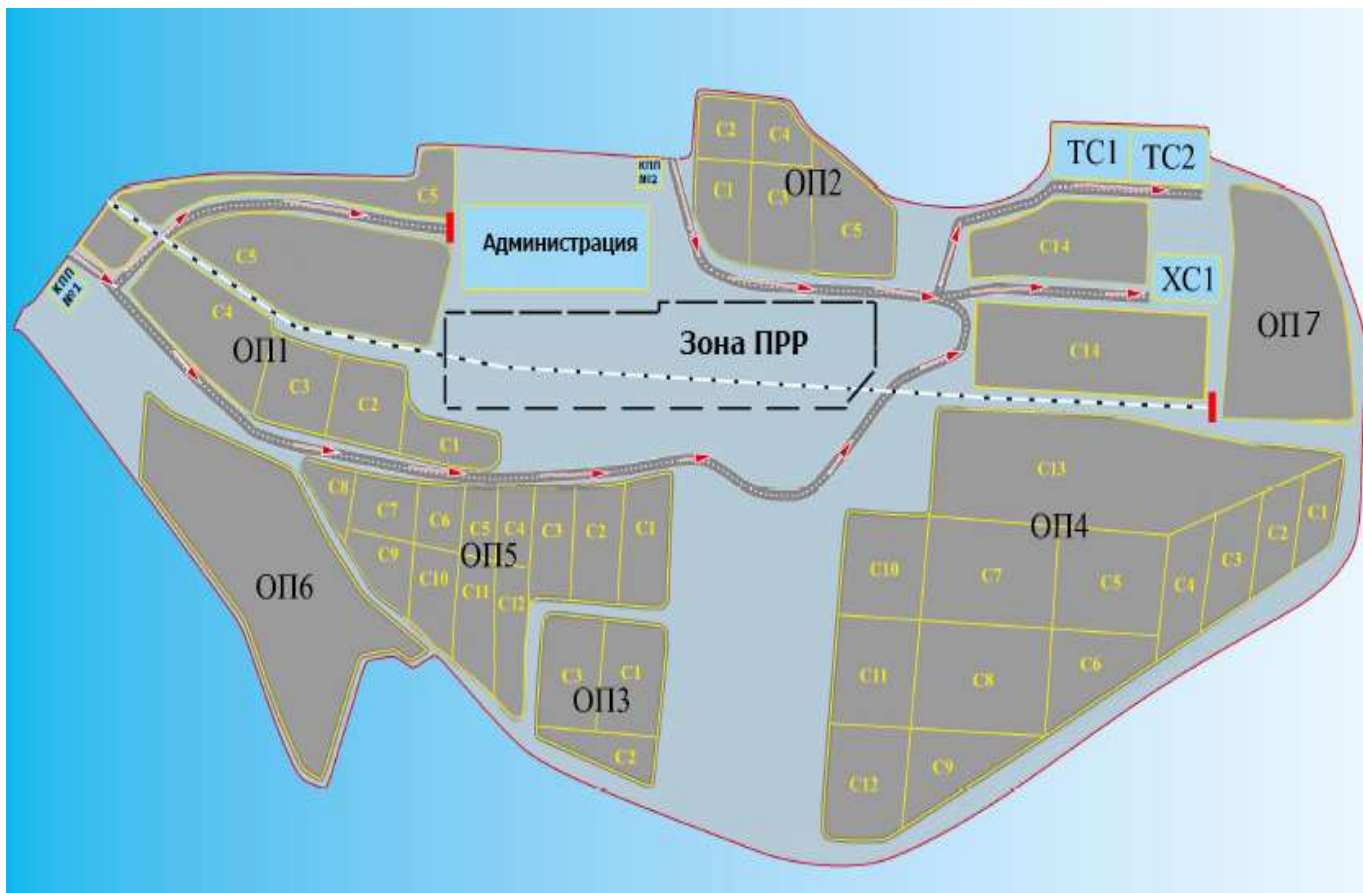 С2
С4
С1
С3
ОП2
С5
КПП
№2
ТС1
ТС2
С5
С5
Администрация
КПП
№1
С14
ХС1
ОП7
С4
ОП1
С3
С2
С1
Зона ПРР
С14
С8
С7
С6
С5
С4
С3
С2
С1
ОП5
С9
С10
С11
С12
ОП6
С3
С1
ОП3
С2
С13
ОП4
С10
С7
С5
С4
С3
С2
С1
С11
С8
С6
С12
С9